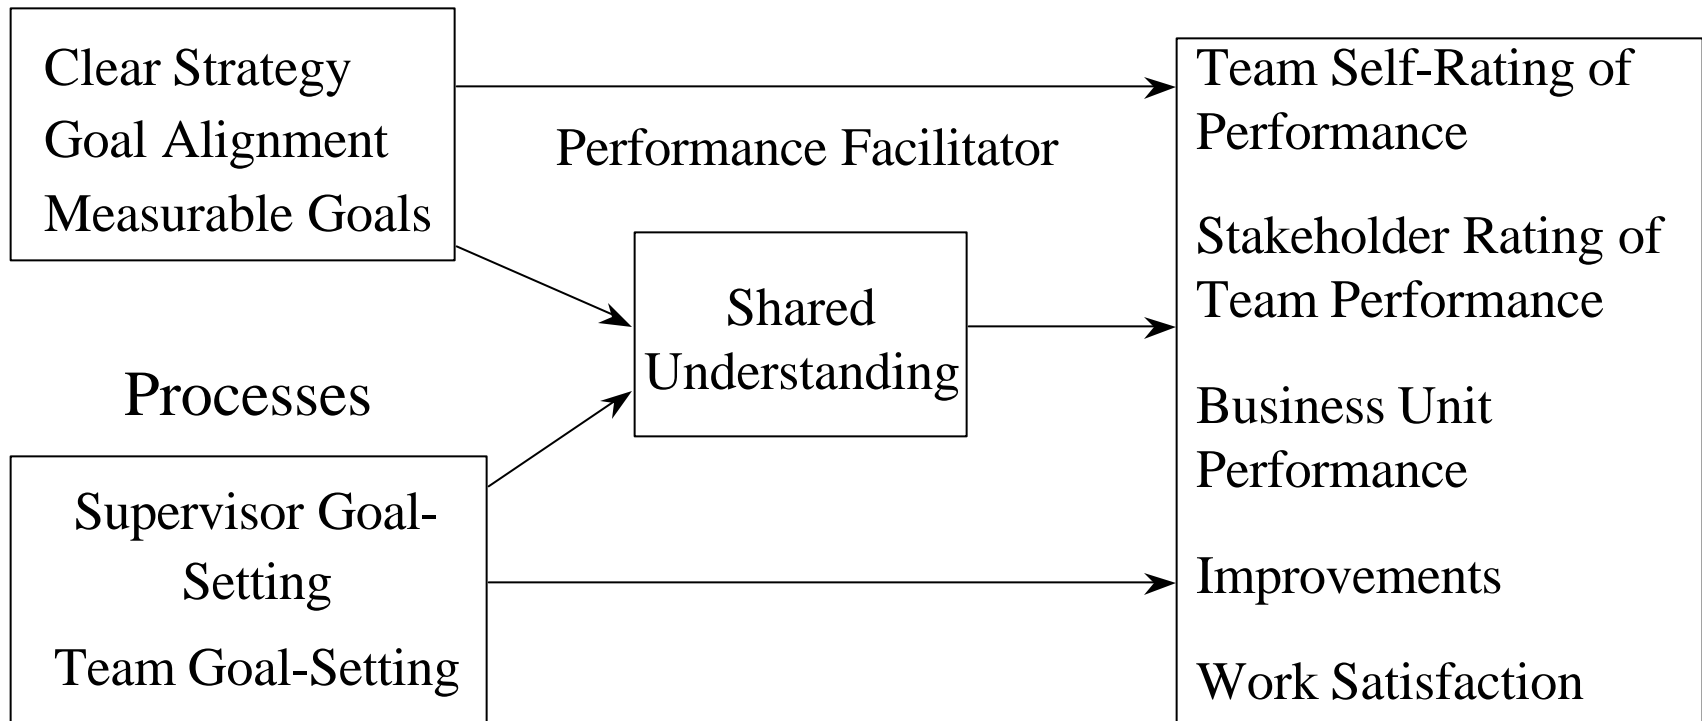 Clear Strategy
Goal Alignment
Measurable Goals
Performance Facilitator
Shared
Understanding
Processes
Supervisor Goal-
Setting
Team Goal-Setting
Team Self-Rating of
Performance
Stakeholder Rating of
Team Performance
Business Unit
Performance
Improvements
Work Satisfaction